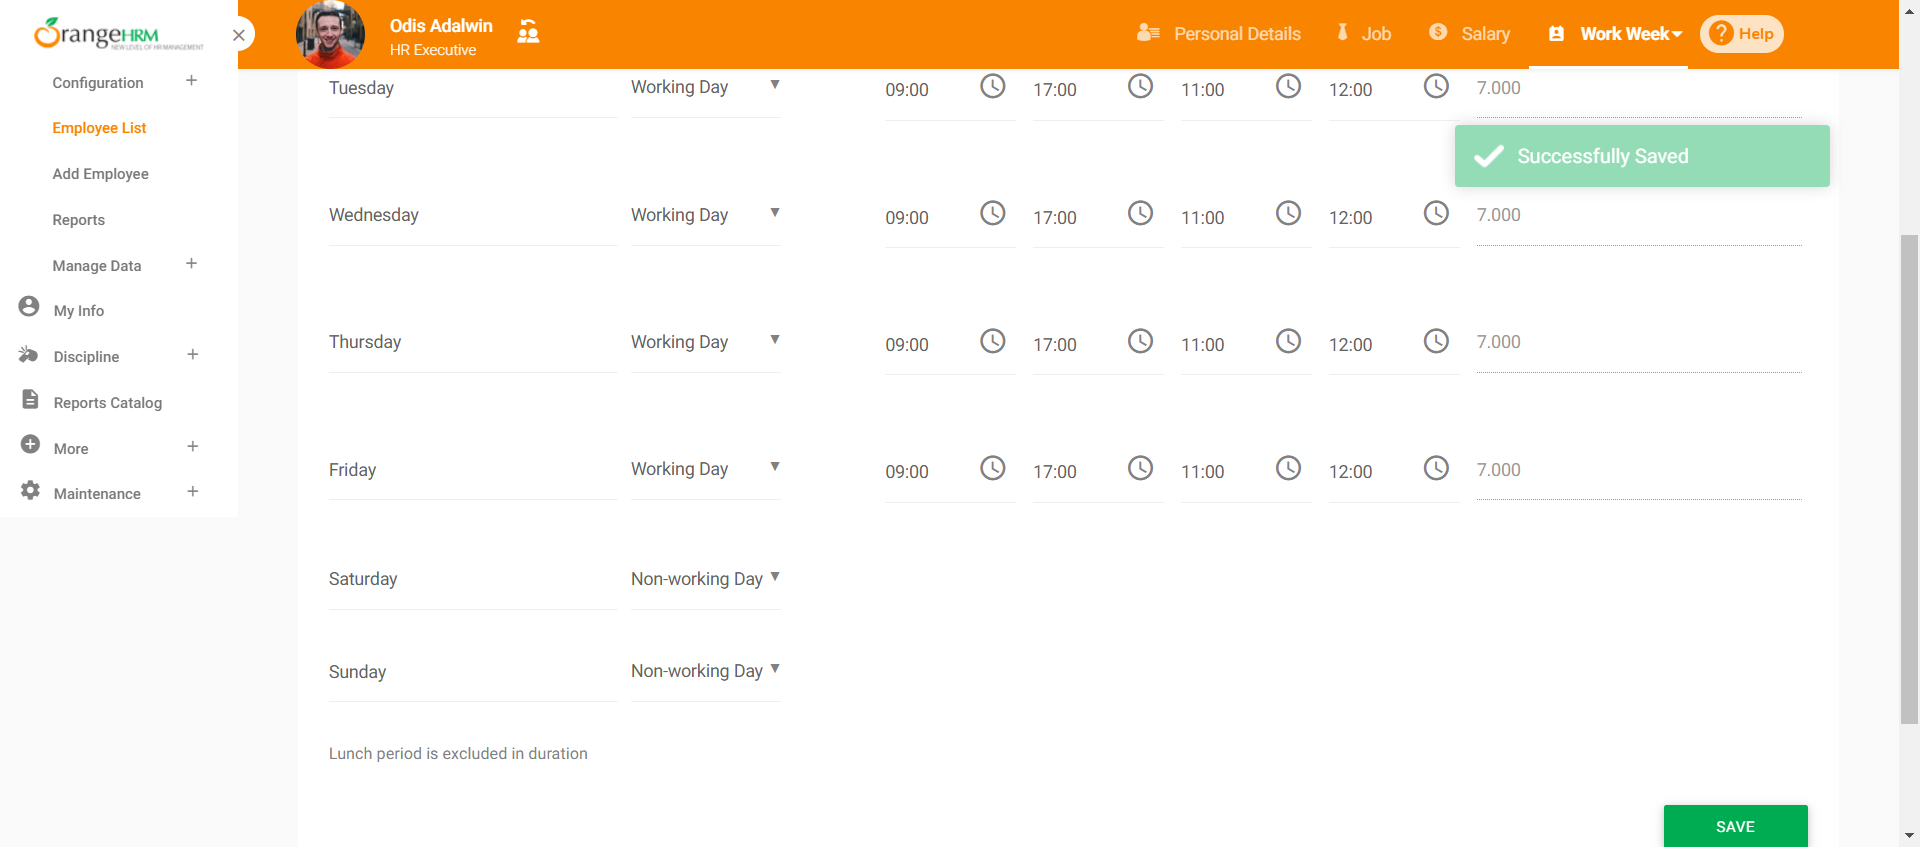 OrangeHRM
NEW LEVEL OF HR MANAGEMENT
Odis Adalwin
HR Executive
Personal Details
Job
Salary
Work Week
Help
Configuration
Employee List
Add Employee
Reports
Manage Data
My Info
Discipline
Reports Catalog
More
Maintenance
Tuesday Working Day 09:00 17:00 11:00 12:00 7.000
Successfully Saved
Wednesday Working Day 09:00 17:00 11:00 12:00 7.000
Thursday Working Day 09:00 17:00 11:00 12:00 7.000
Friday Working Day 09:00 17:00 11:00 12:00 7.000
Saturday Non-working Day
Sunday Non-working Day
Lunch period is excluded in duration
SAVE